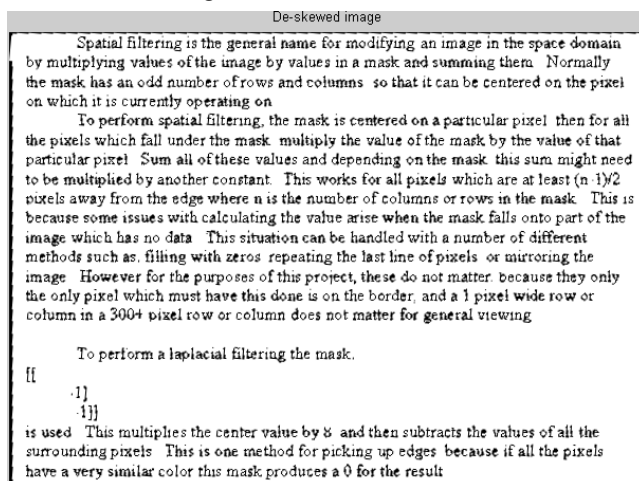 De-skewed image
Spatial filtering is the general name for modifying an image in the space domain
by multiplying values of the image by values in a mask and summing them Normally
the mask has an odd number of rows and columns so that it can be centered on the pixel
on which it is currently operating on
To perform spatial filtering, the mask is centered on a particular pixel then for all
the pixels which fall under the mask multiply the value of the mask by the value of that
particular pixel Sum all of these values and depending on the mask this sum might need
to be multiplied by another constant. This works for all pixels which are at least (n-1)/2
pixels away from the edge where n is the number of columns or rows in the mask This is
because some issues with calculating the value arise when the mask falls onto part of the
image which has no data This situation can be handled with a number of different
methods such as, filling with zeros repeating the last line of pixels or mirroring the
image However for the purposes of this project, these do not matter. because they only
the only pixel which must have this done is on the border, and a 1 pixel wide row or
column in a 300+ pixel row or column does not matter for general viewing
To perform a laplacial filtering the mask.
[[
-1]
-1]]
is used This multiplies the center value by 8 and then subtracts the values of all the
surrounding pixels This is one method for picking up edges because if all the pixels
have a very similar color this mask produces a 0 for the result